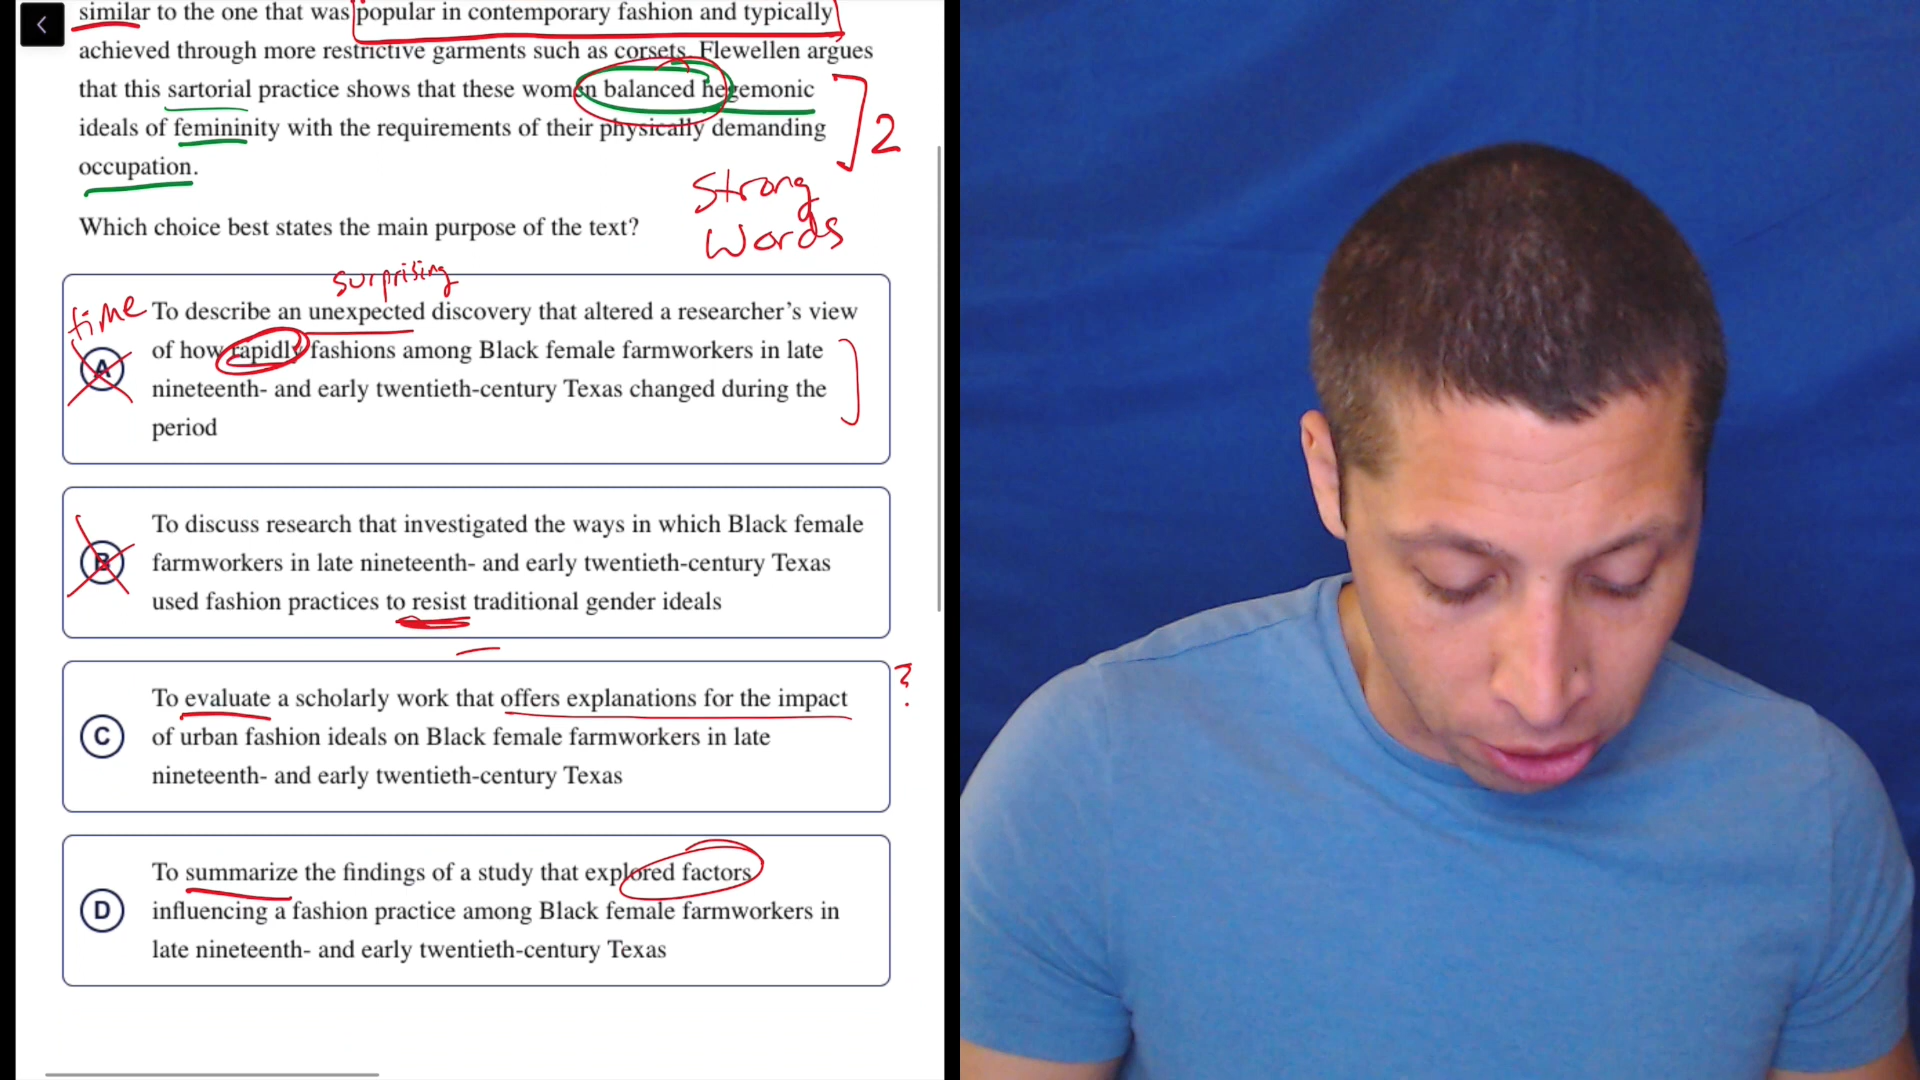 similar to the one that was popular in contemporary fashion and typically
achieved through more restrictive garments such as corsets. Flewellen argues
that this sartorial practice shows that these women balanced hegemonic
ideals of femininity with the requirements of their physically demanding
occupation.
2
Strong
Words
Which choice best states the main purpose of the text?
surprising
time
A
To describe an unexpected discovery that altered a researcher's view
of how rapidly fashions among Black female farmworkers in late
nineteenth- and early twentieth-century Texas changed during the
period
B
To discuss research that investigated the ways in which Black female
farmworkers in late nineteenth- and early twentieth-century Texas
used fashion practices to resist traditional gender ideals
?
C
To evaluate a scholarly work that offers explanations for the impact
of urban fashion ideals on Black female farmworkers in late
nineteenth- and early twentieth-century Texas
D
To summarize the findings of a study that explored factors
influencing a fashion practice among Black female farmworkers in
late nineteenth- and early twentieth-century Texas